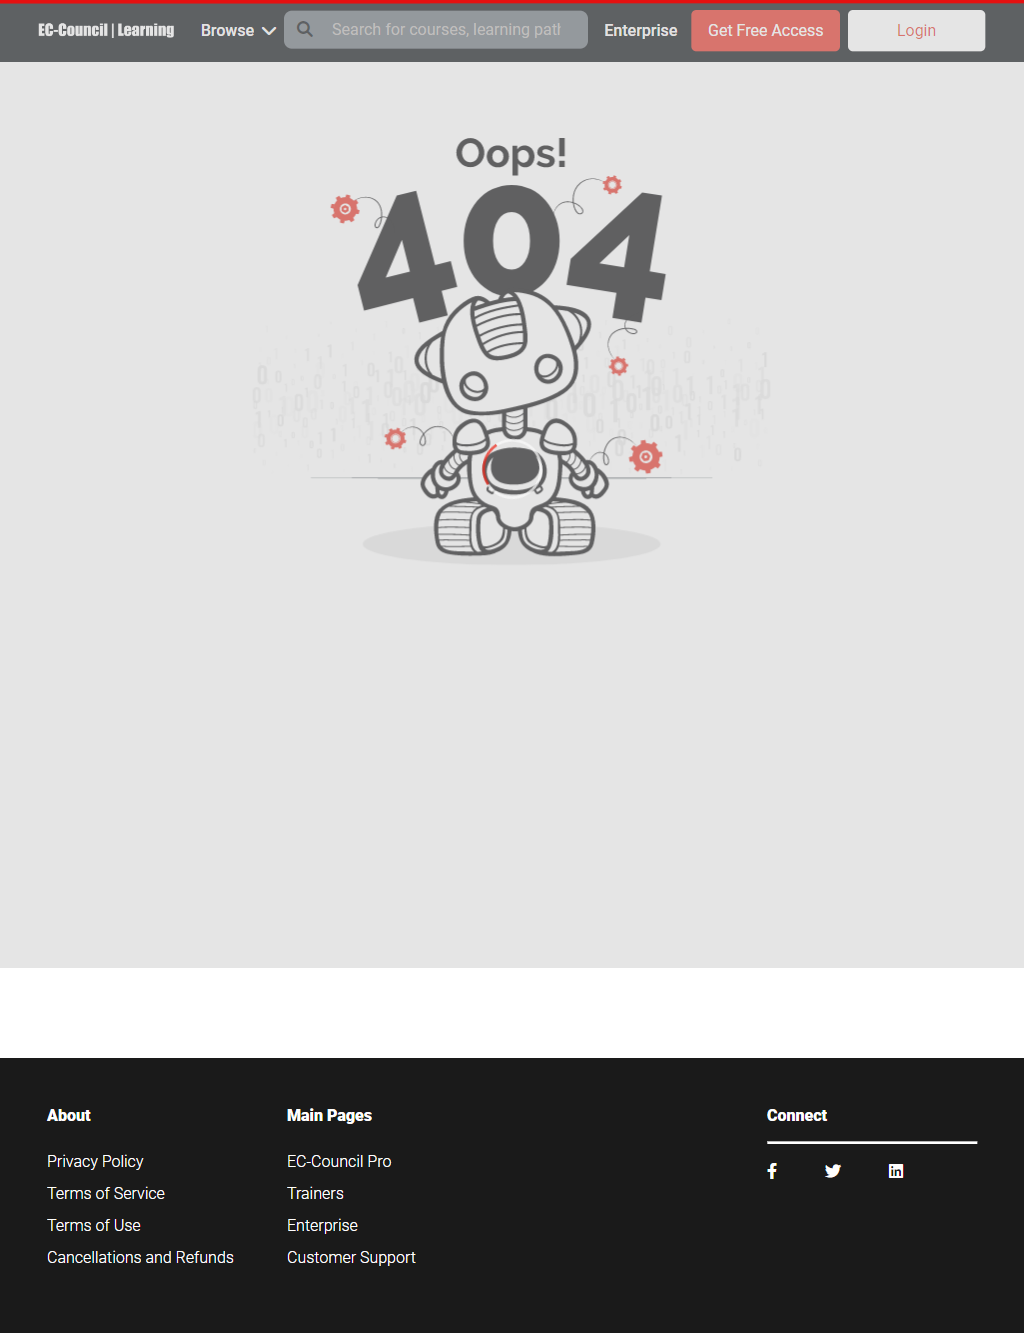 EC-Council | Learning
Browse
Search for courses, learning path
Enterprise
Get Free Access
Login
Oops!
404
About
Privacy Policy
Terms of Service
Terms of Use
Cancellations and Refunds
Main Pages
EC-Council Pro
Trainers
Enterprise
Customer Support
Connect